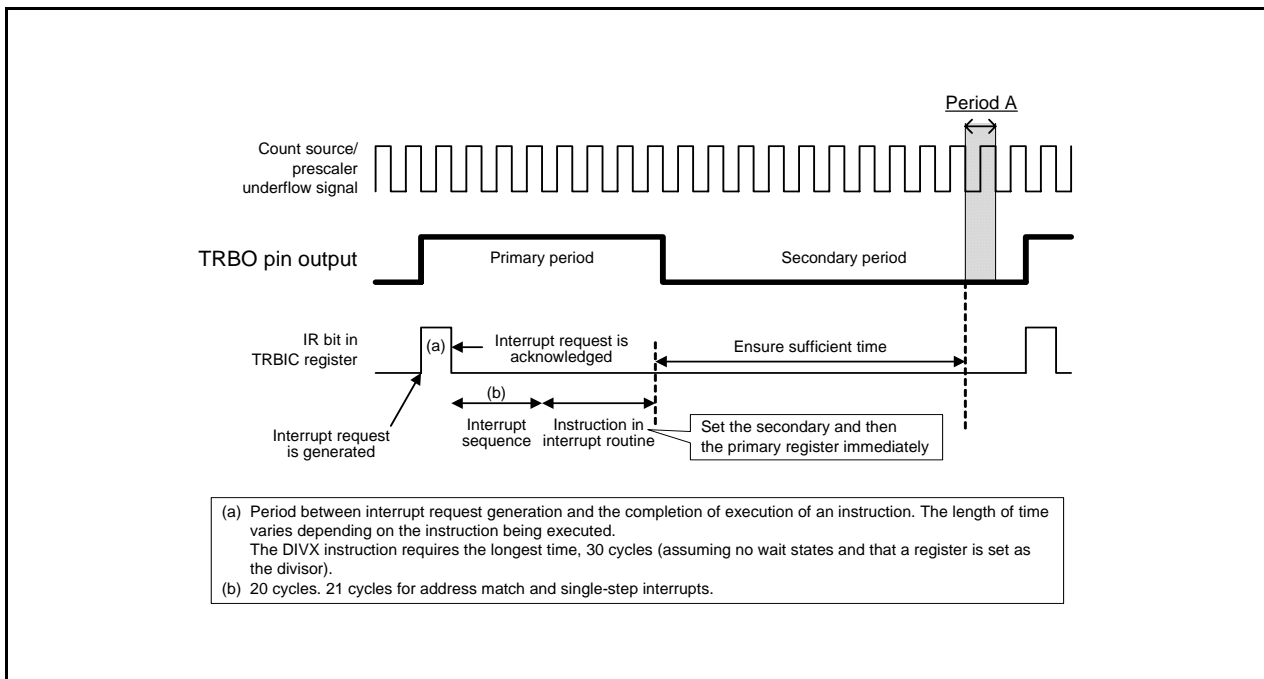 Period A
Count source/
prescaler
underflow signal
TRBO pin output
Primary period
Secondary period
IR bit in
TRBIC register
(a)
Interrupt request is
acknowledged
Ensure sufficient time
(b)
Interrupt request
is generated
Interrupt
sequence
Instruction in
interrupt routine
Set the secondary and then
the primary register immediately
(a) Period between interrupt request generation and the completion of execution of an instruction. The length of time
varies depending on the instruction being executed.
The DIVX instruction requires the longest time, 30 cycles (assuming no wait states and that a register is set as
the divisor).
(b) 20 cycles. 21 cycles for address match and single-step interrupts.